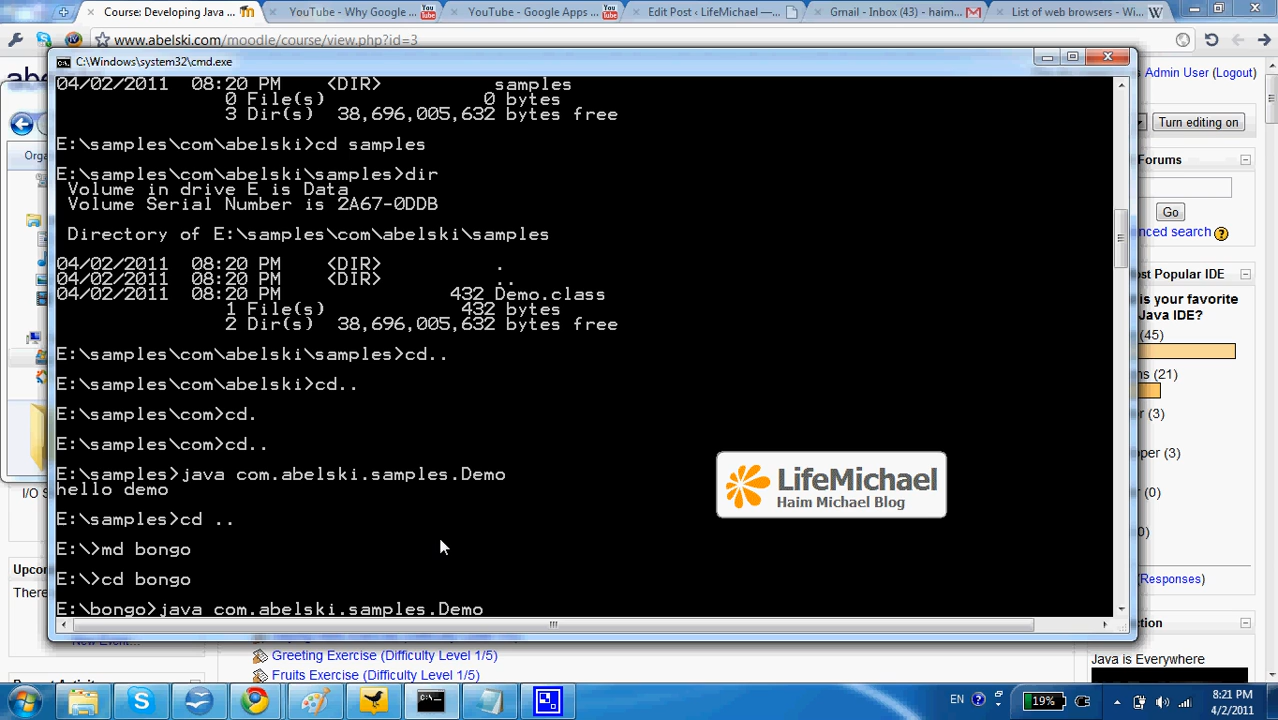 Course: Developing Java ...
YouTube - Why Google ...
YouTube - Google Apps ...
Edit Post ‹ LifeMichael —...
Gmail - Inbox (43) - haim...
List of web browsers - Wi...
www.abelski.com/moodle/course/view.php?id=3
Admin User (Logout)
Turn editing on
C:\Windows\system32\cmd.exe
04/02/2011 08:20 PM <DIR> samples
0 File(s) 0 bytes
3 Dir(s) 38,696,005,632 bytes free
E:\samples\com\abelski>cd samples
E:\samples\com\abelski\samples>dir
Volume in drive E is Data
Volume Serial Number is 2A67-0DDB
Directory of E:\samples\com\abelski\samples
04/02/2011 08:20 PM <DIR> .
04/02/2011 08:20 PM <DIR> ..
04/02/2011 08:20 PM 432 Demo.class
1 File(s) 432 bytes
2 Dir(s) 38,696,005,632 bytes free
E:\samples\com\abelski\samples>cd..
E:\samples\com\abelski>cd..
E:\samples\com>cd.
E:\samples\com>cd..
E:\samples>java com.abelski.samples.Demo
hello demo
E:\samples>cd ..
E:\>md bongo
E:\>cd bongo
E:\bongo>java com.abelski.samples.Demo
LifeMichael
Haim Michael Blog
Orga
I/O S
Upcon
There
Forums
Go
nced search
st Popular IDE
is your favorite
Java IDE?
(45)
ns (21)
r (3)
per (3)
r (0)
(0)
(Responses)
ction
Java is Everywhere
New Event...
Greeting Exercise (Difficulty Level 1/5)
Fruits Exercise (Difficulty Level 1/5)
EN
19%
8:21 PM
4/2/2011